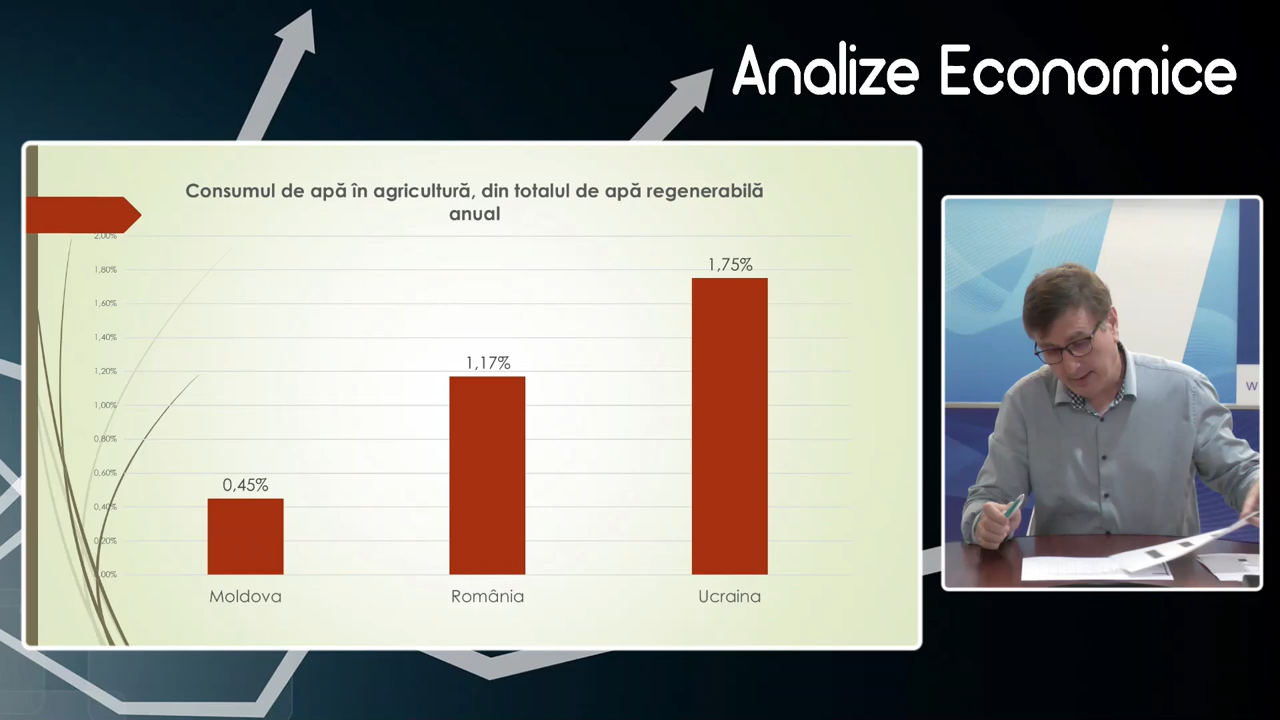 Analize Economice
Consumul de apă în agricultură, din totalul de apă regenerabilă
anual
2,00%
1,80%
1,60%
1,40%
1,20%
1,00%
0,80%
0,60%
0,40%
0,20%
,00%
0,45%
1,17%
1,75%
Moldova
România
Ucraina
W